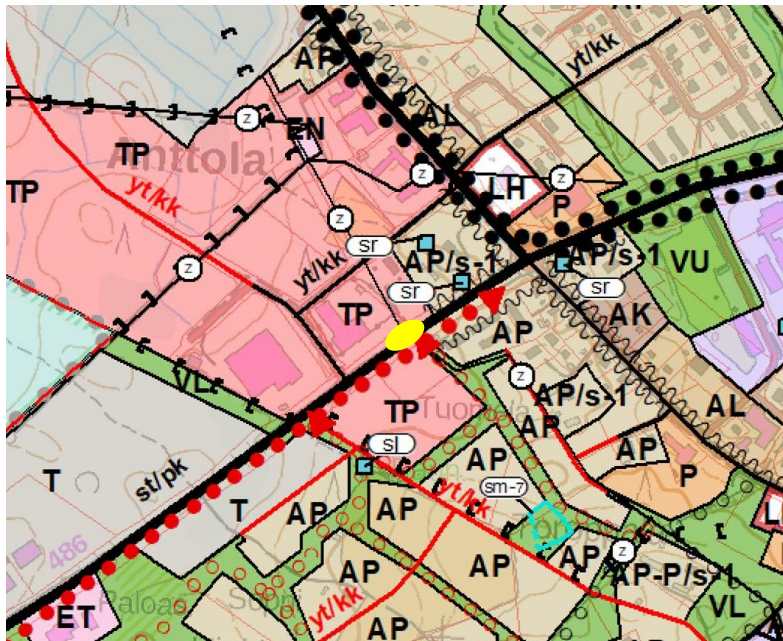 AP
AP
yt/kk
AL
EN
z
Anttola
TP
TP
yt/kk
z
LH
z
P
z
sr
AP/s-1
yt/kk
AP/s-1
VU
z
sr
sr
AK
TP
AP
VL
z
AP/s-1
AL
TP
AP
T
st/pk
sl
AP
AP
P
yt/kk
sm-7
T
AP
AP
486
AP
AP
z
AP-P/s-1
AP
ET
Paloas
yt/kk
AP
VL